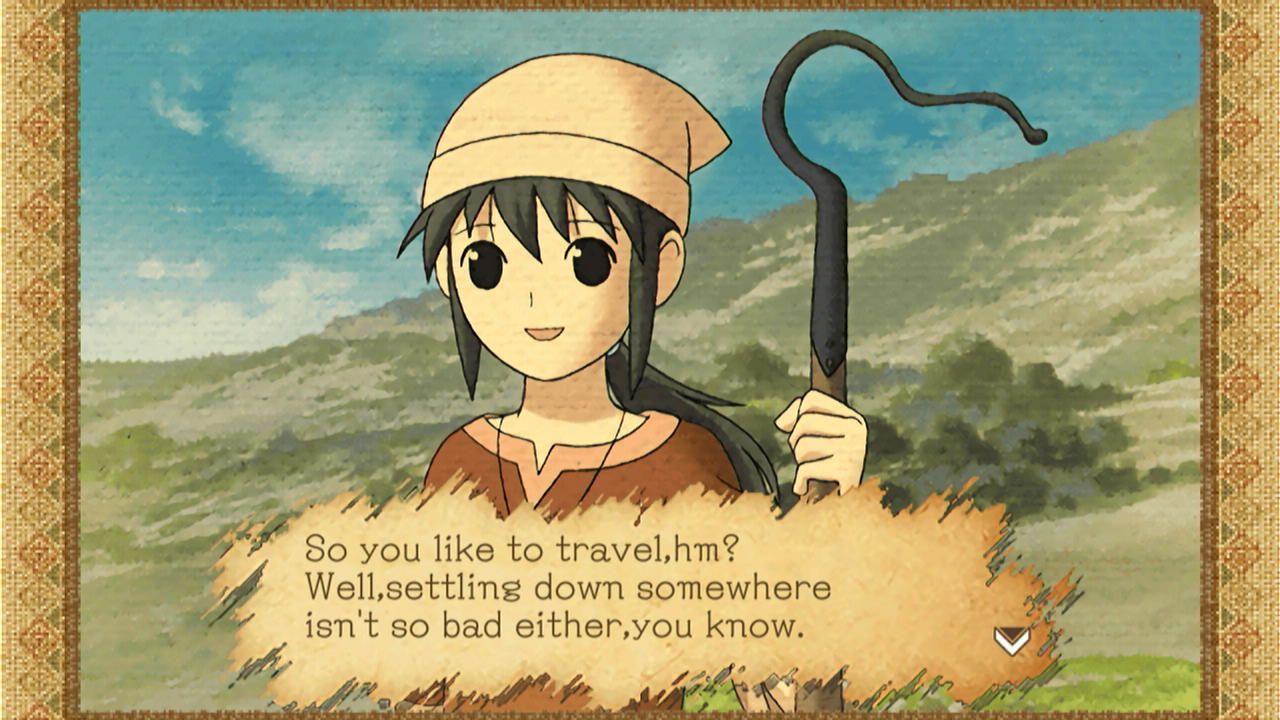 So you like to travel,hm?
Well,settling down somewhere
isn't so bad either,you know.